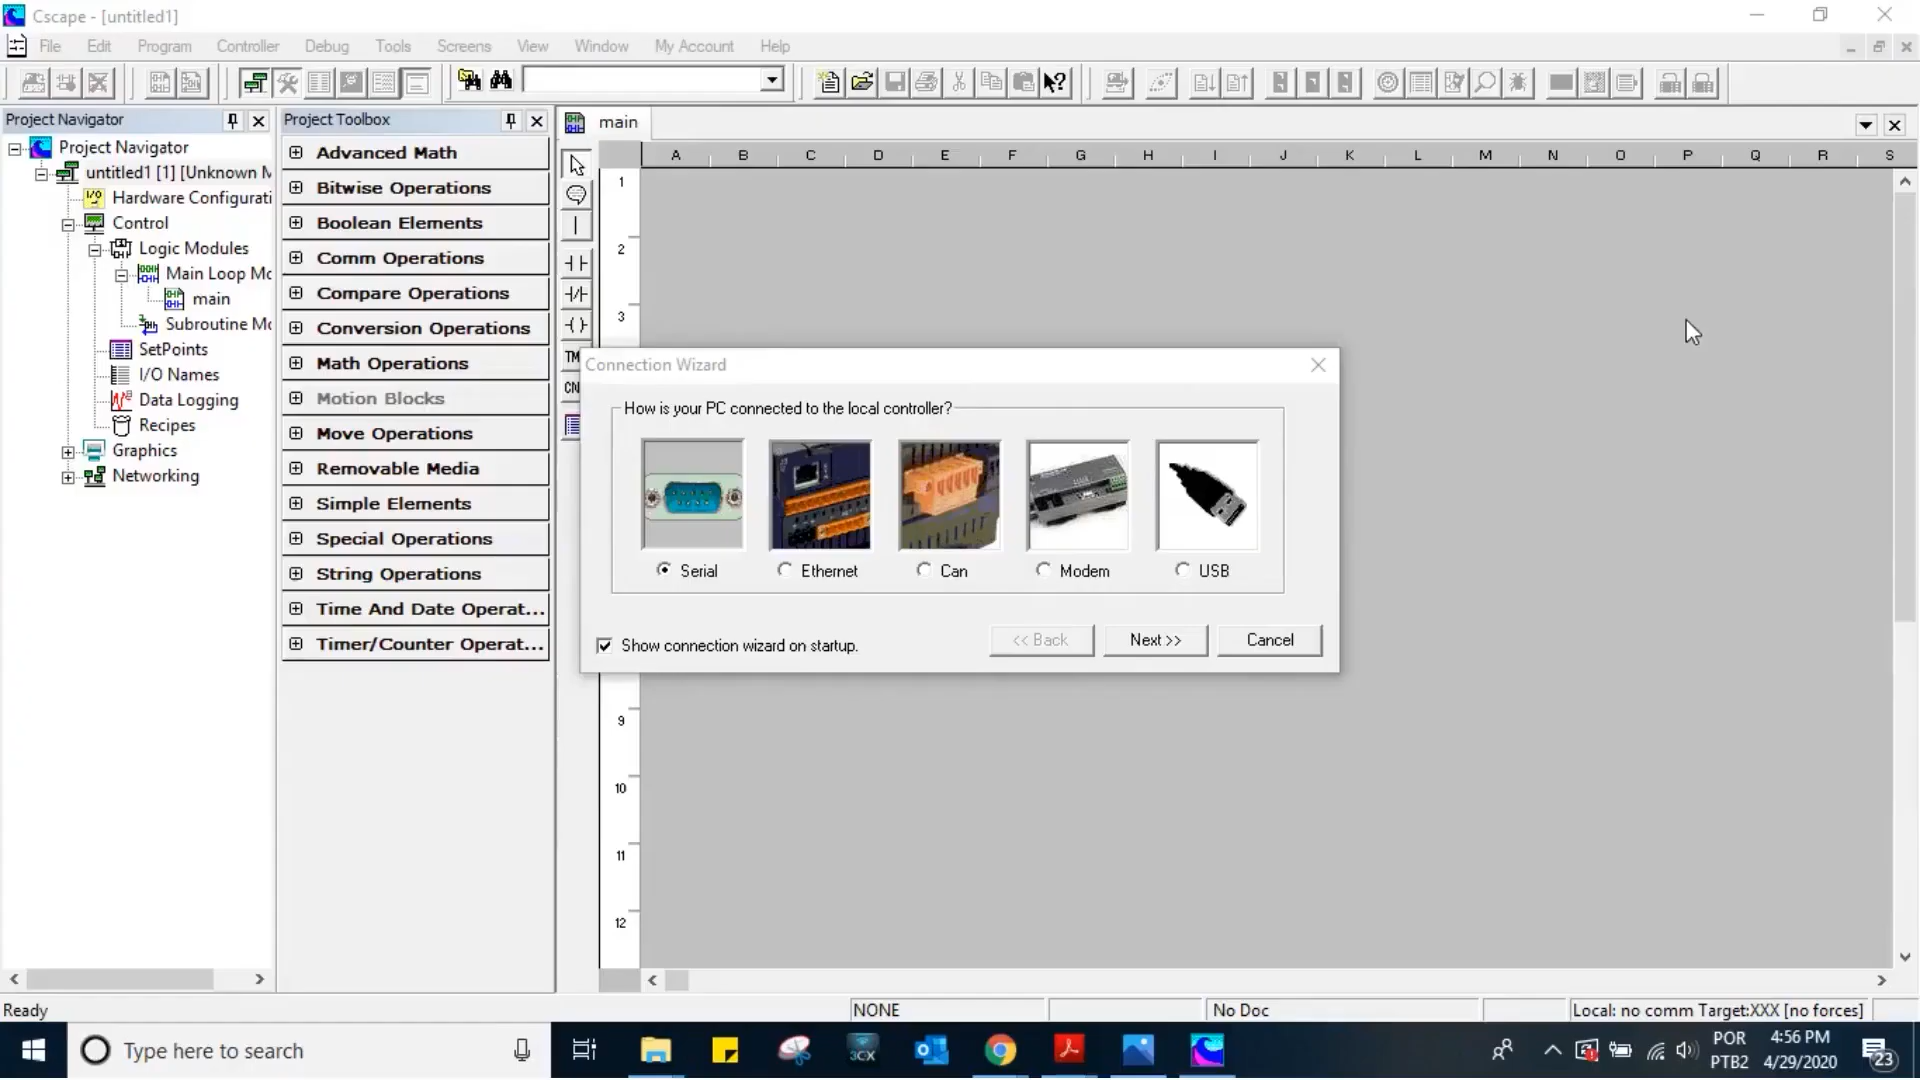 Cscape - [untitled1]
File Edit Program Controller Debug Tools Screens View Window My Account Help
Project Navigator
Project Toolbox
main
Project Navigator
untitled1 [1] [Unknown M
Hardware Configurati
Control
Logic Modules
Main Loop Mo
main
Subroutine Mo
SetPoints
I/O Names
Data Logging
Recipes
Graphics
Networking
Advanced Math
Bitwise Operations
Boolean Elements
Comm Operations
Compare Operations
Conversion Operations
Math Operations
Motion Blocks
Move Operations
Removable Media
Simple Elements
Special Operations
String Operations
Time And Date Operat...
Timer/Counter Operat...
TM
CN
A B C D E F G H I J K L M N O P Q R S
1
2
3
9
10
11
12
Connection Wizard
How is your PC connected to the local controller?
Serial Ethernet Can Modem USB
Show connection wizard on startup.
<< Back Next >> Cancel
Ready NONE No Doc Local: no comm Target:XXX [no forces]
Type here to search
3CX
POR
PTB2
4:56 PM
4/29/2020
23